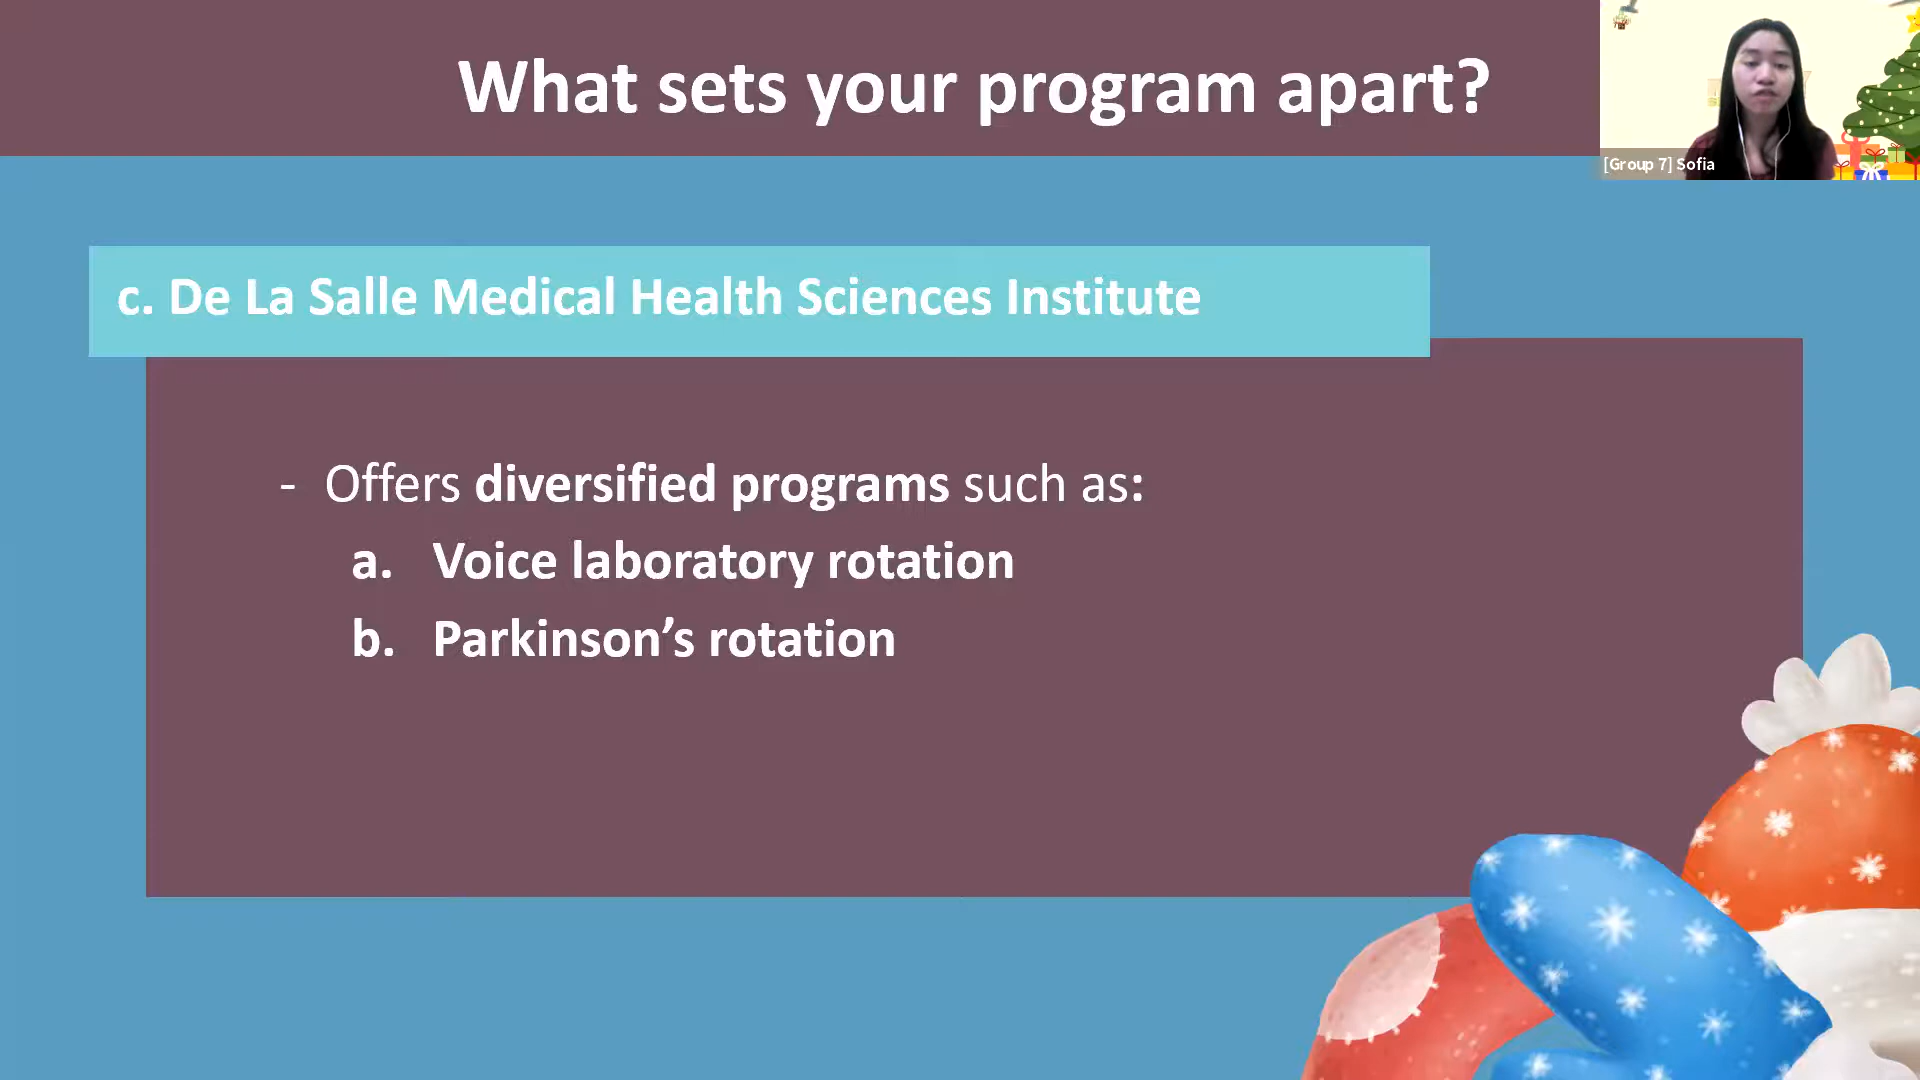 What sets your program apart?
[Group 7] Sofia
c. De La Salle Medical Health Sciences Institute
- Offers diversified programs such as:
a. Voice laboratory rotation
b. Parkinson’s rotation